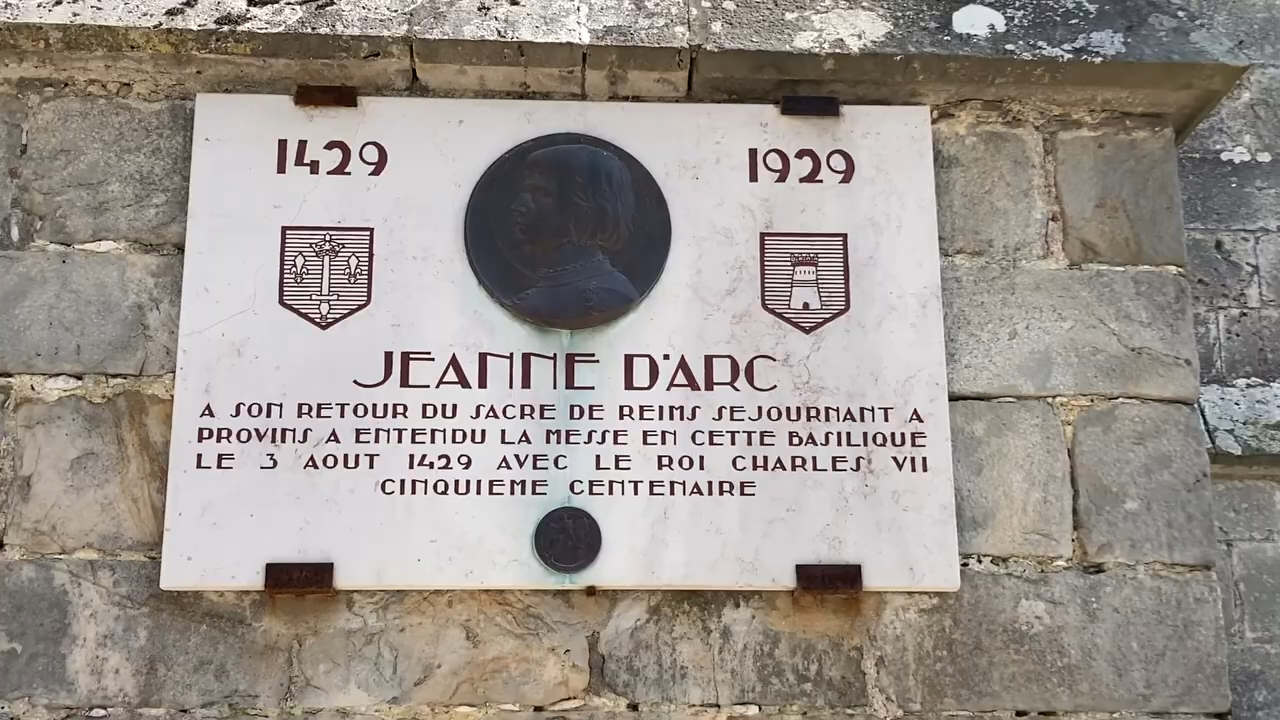 1429 1929
JEANNE D'ARC
A SON RETOUR DU SACRE DE REIMS SEJOURNANT A
PROVINS A ENTENDU LA MESSE EN CETTE BASILIQUE
LE 3 AOUT 1429 AVEC LE ROI CHARLES VII
CINQUIEME CENTENAIRE